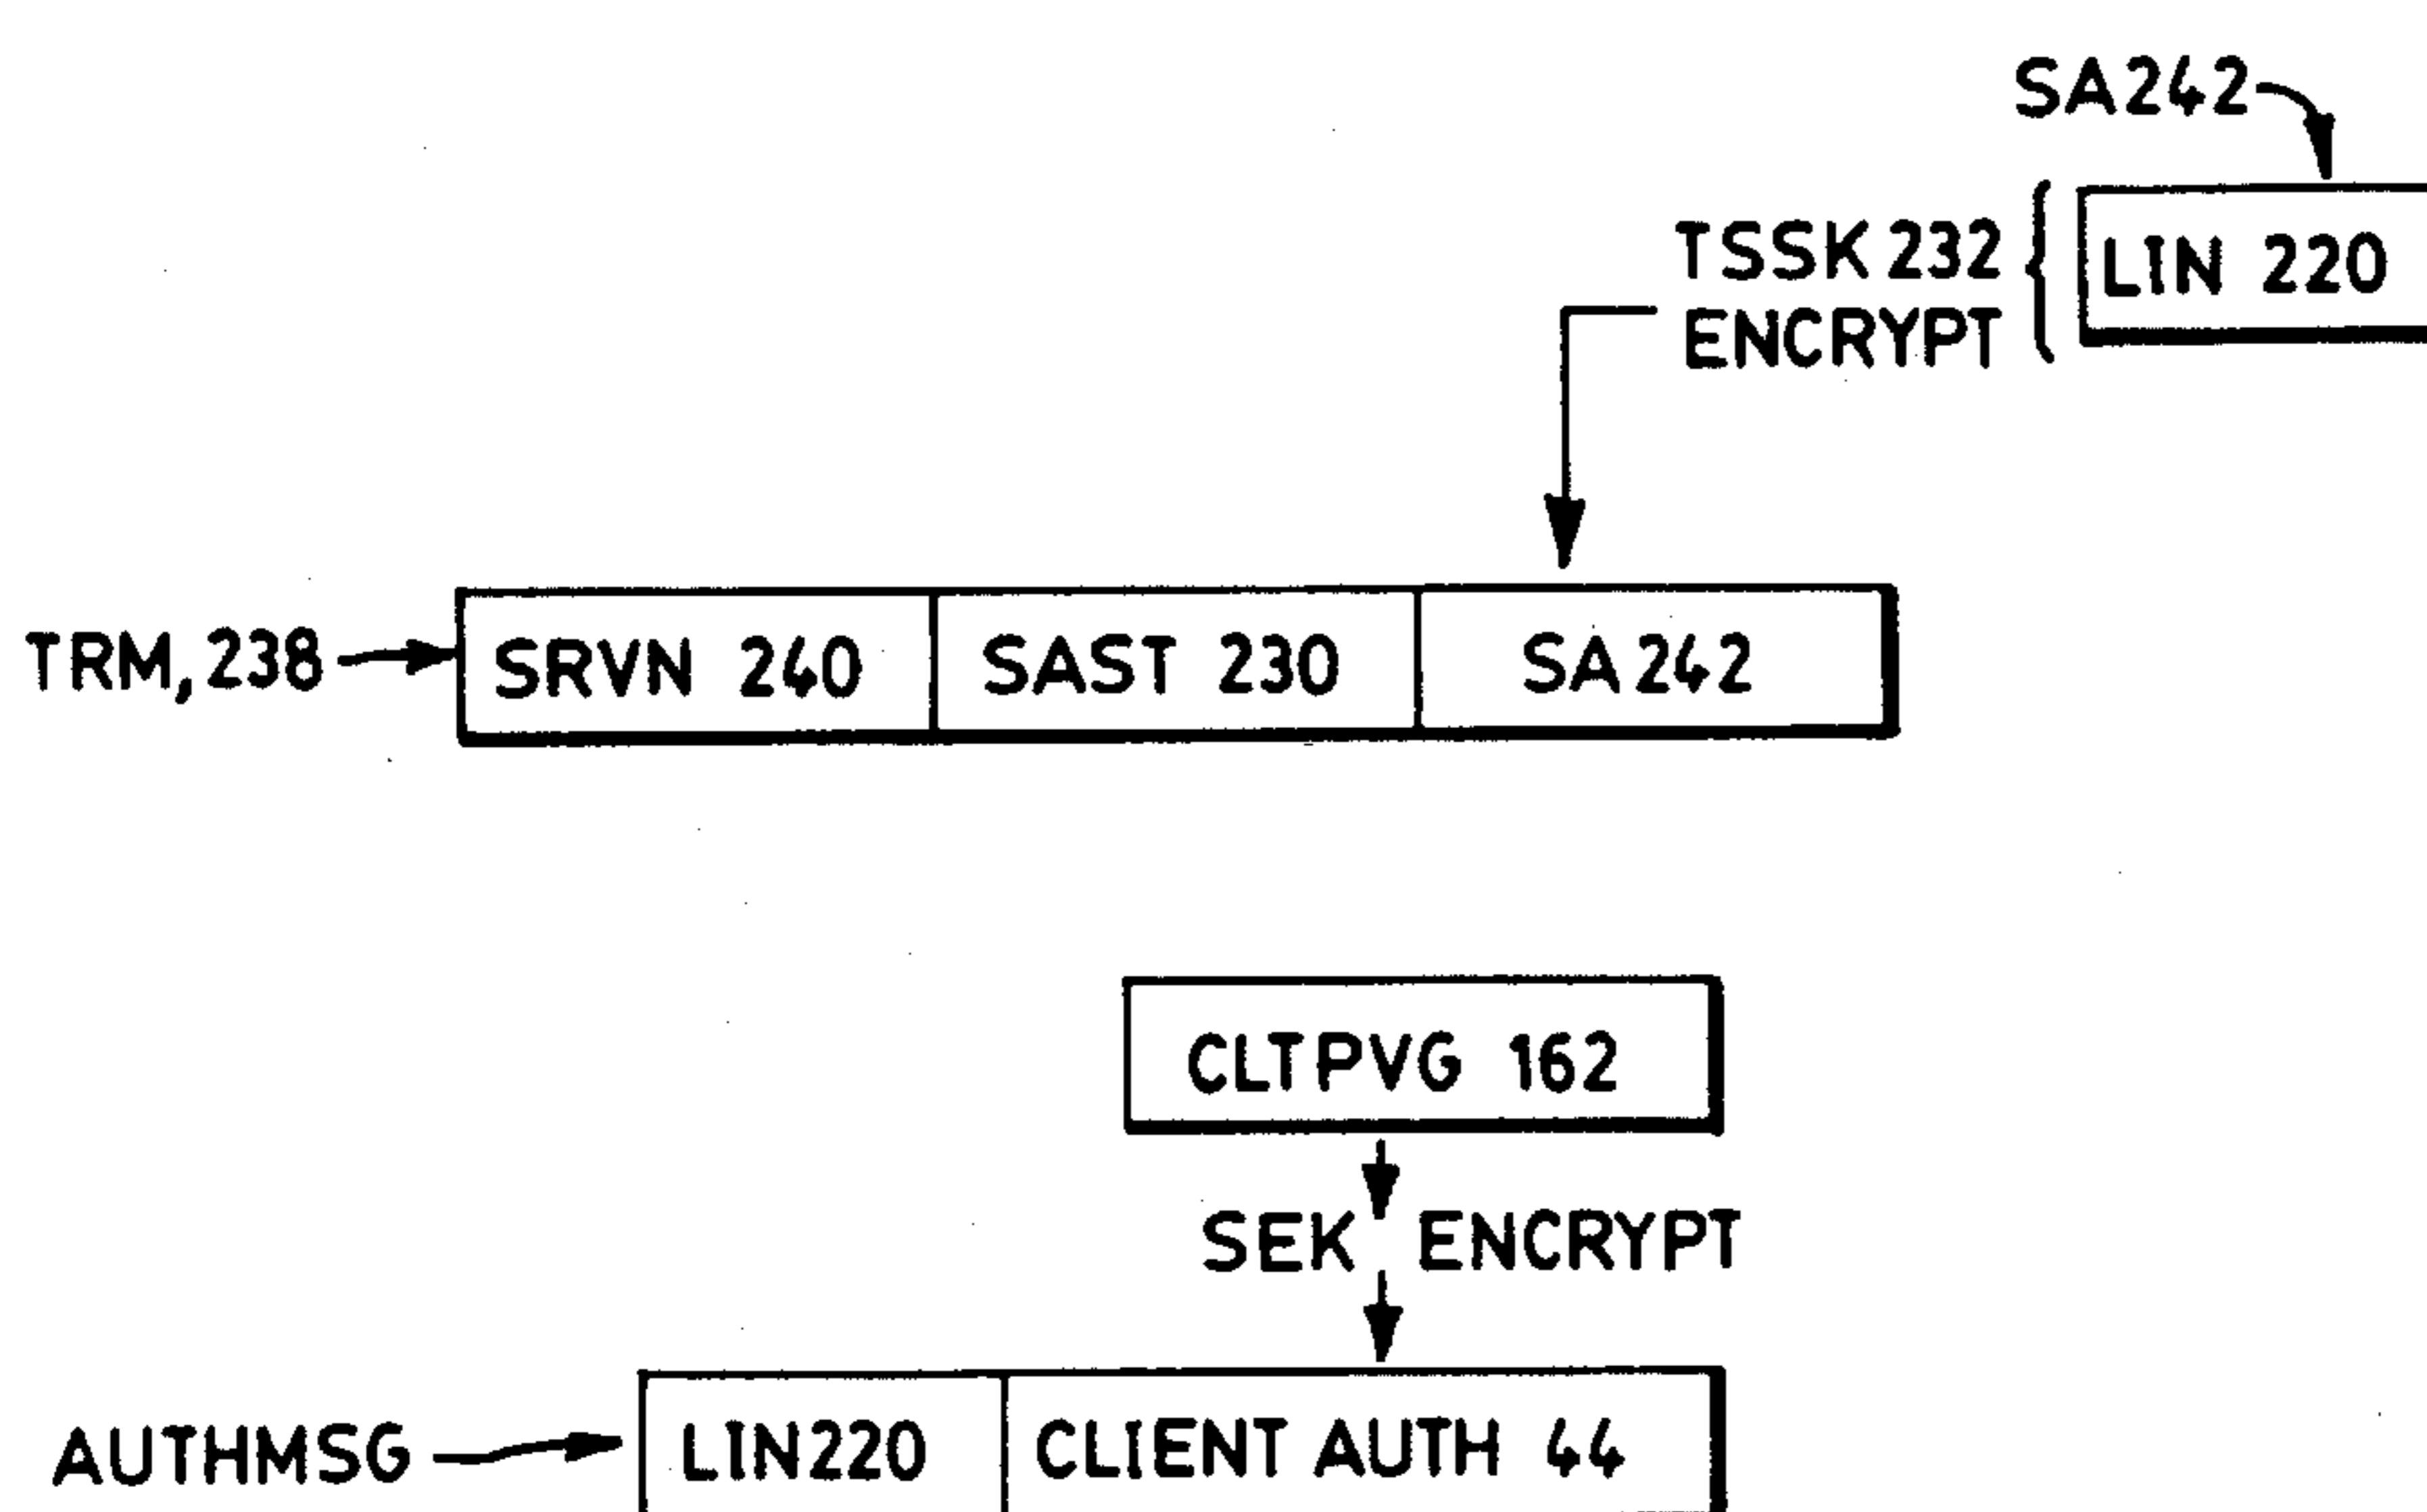 SA242
TSSK 232
ENCRYPT
LIN 220
TRM, 238
SRVN 240
SAST 230
SA 242
CLTPVG 162
SEK ENCRYPT
AUTHMSG
LIN220
CLIENT AUTH 44